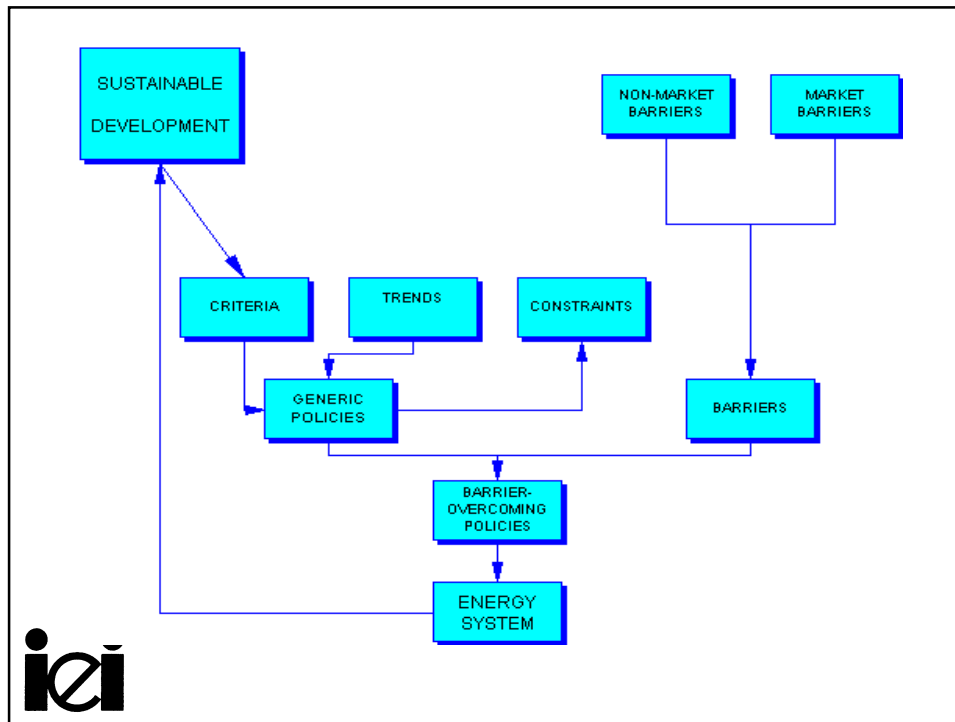 SUSTAINABLE
DEVELOPMENT
NON-MARKET
BARRIERS
MARKET
BARRIERS
CRITERIA
TRENDS
CONSTRAINTS
GENERIC
POLICIES
BARRIERS
BARRIER-
OVERCOMING
POLICIES
ENERGY
SYSTEM
iei